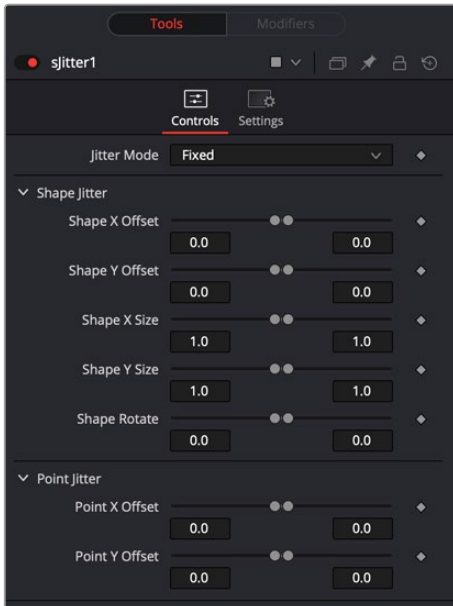 Tools Modifiers
sJitter1
Controls Settings
Jitter Mode Fixed
Shape Jitter
Shape X Offset
0.0 0.0
Shape Y Offset
0.0 0.0
Shape X Size
1.0 1.0
Shape Y Size
1.0 1.0
Shape Rotate
0.0 0.0
Point Jitter
Point X Offset
0.0 0.0
Point Y Offset
0.0 0.0